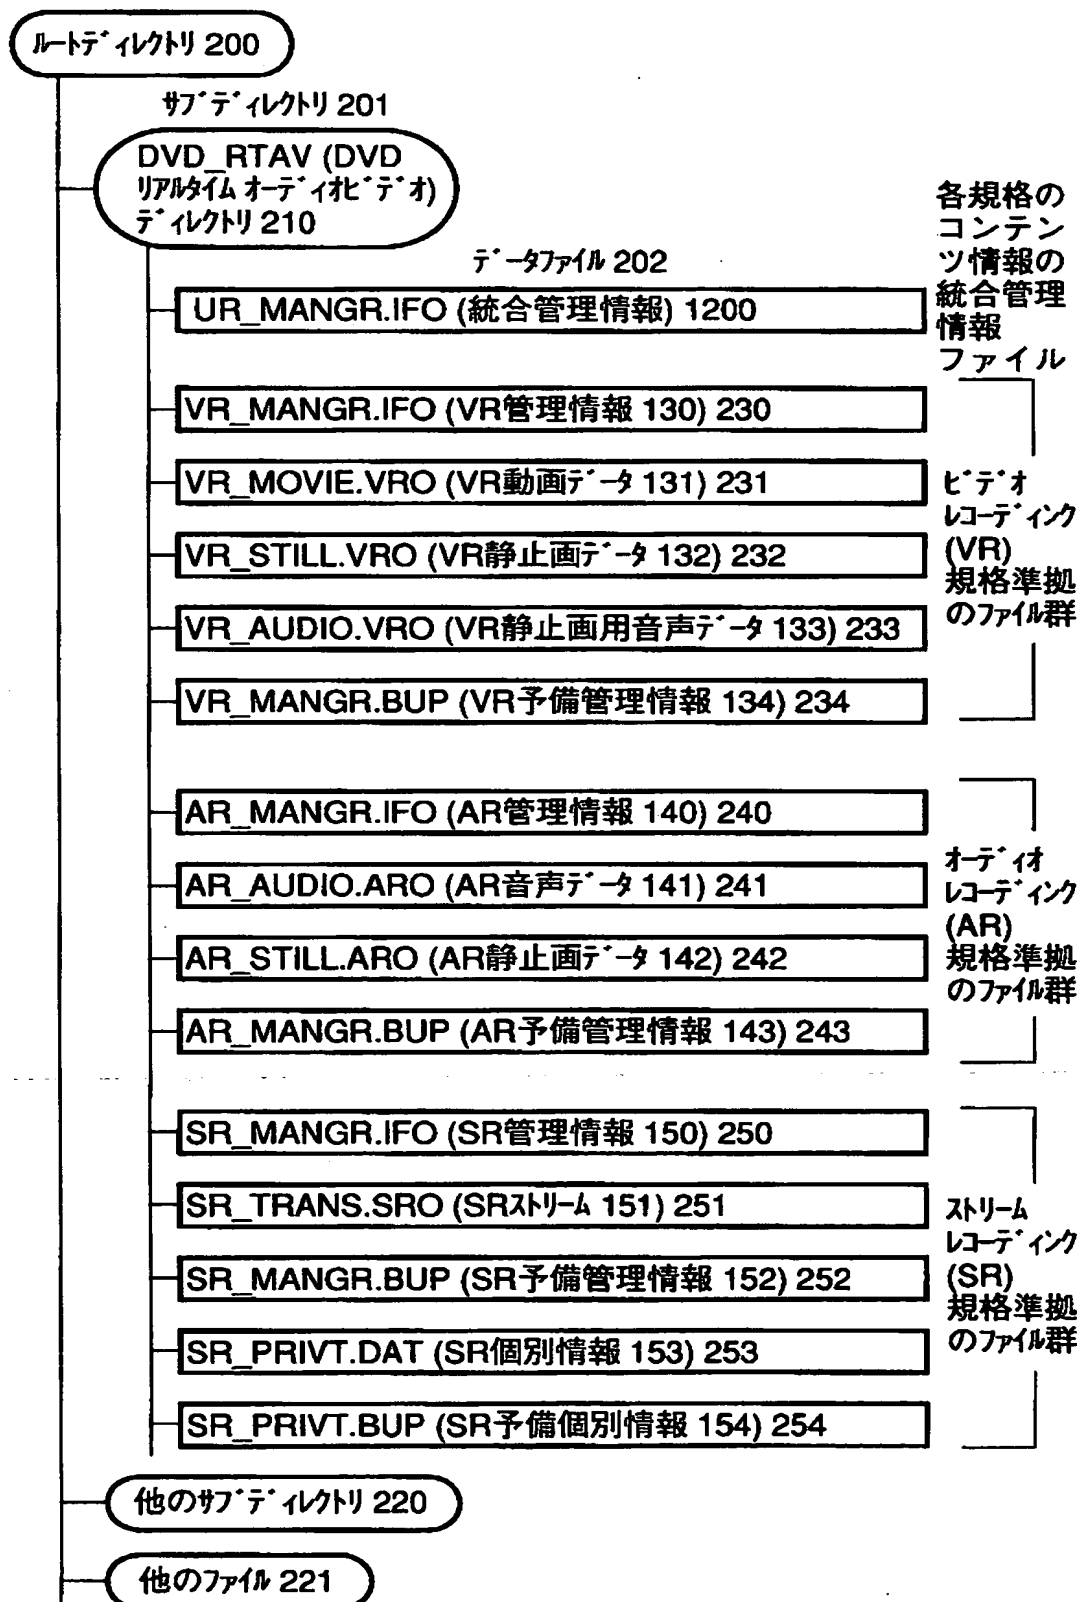 ルートディレクトリ 200
サブディレクトリ 201
DVD_RTAV (DVD
リアルタイム オーディオビデオ)
ディレクトリ 210
データファイル 202
各規格の
コンテン
ツ情報の
統合管理
情報
ファイル
UR_MANGR.IFO (統合管理情報) 1200
VR_MANGR.IFO (VR管理情報 130) 230
VR_MOVIE.VRO (VR動画データ 131) 231
VR_STILL.VRO (VR静止画データ 132) 232
VR_AUDIO.VRO (VR静止画用音声データ 133) 233
VR_MANGR.BUP (VR予備管理情報 134) 234
ビデオ
レコーディング
(VR)
規格準拠
のファイル群
AR_MANGR.IFO (AR管理情報 140) 240
AR_AUDIO.ARO (AR音声データ 141) 241
AR_STILL.ARO (AR静止画データ 142) 242
AR_MANGR.BUP (AR予備管理情報 143) 243
オーディオ
レコーディング
(AR)
規格準拠
のファイル群
SR_MANGR.IFO (SR管理情報 150) 250
SR_TRANS.SRO (SRストリーム 151) 251
SR_MANGR.BUP (SR予備管理情報 152) 252
SR_PRIVT.DAT (SR個別情報 153) 253
SR_PRIVT.BUP (SR予備個別情報 154) 254
ストリーム
レコーディング
(SR)
規格準拠
のファイル群
他のサブディレクトリ 220
他のファイル 221